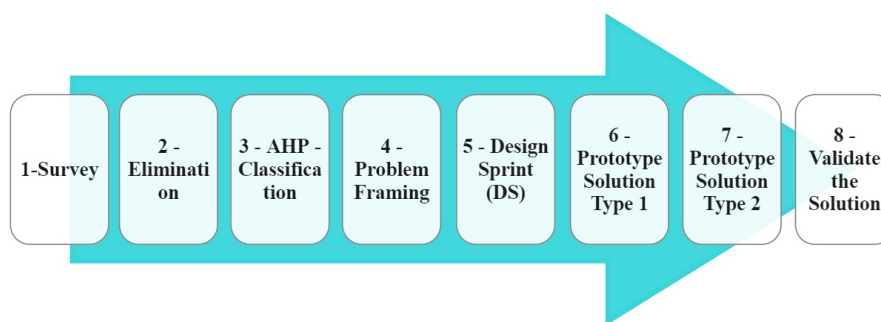 1-Survey
2 -
Eliminati
on
3 - AHP -
Classifica
tion
4 -
Problem
Framing
5 - Design
Sprint
(DS)
6 -
Prototype
Solution
Type 1
7 -
Prototype
Solution
Type 2
8 -
Validate
the
Solution